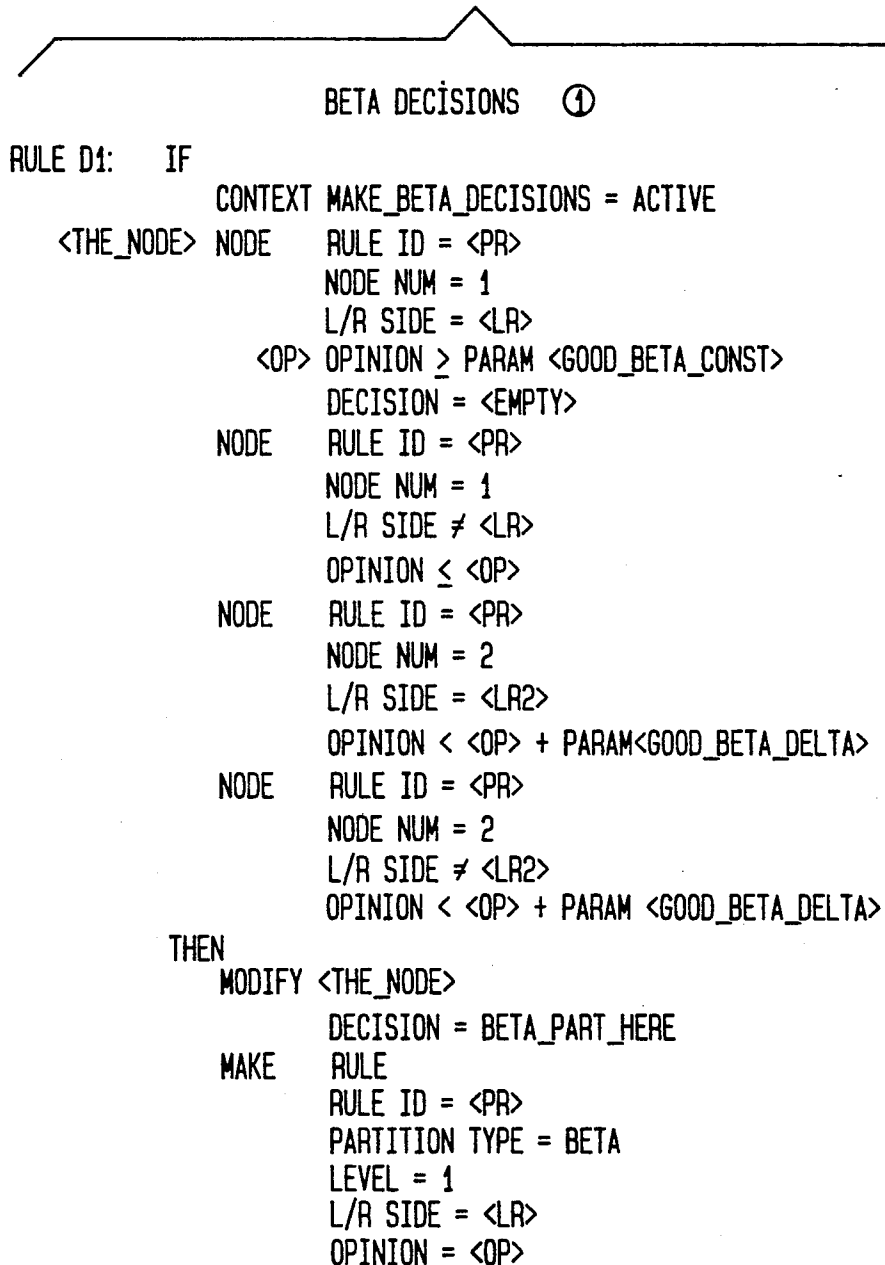 BETA DECİSIONS ①
RULE D1: IF
CONTEXT MAKE_BETA_DECISIONS = ACTIVE
<THE_NODE> NODE RULE ID = <PR>
NODE NUM = 1
L/R SIDE = <LR>
<OP> OPINION ≥ PARAM <GOOD_BETA_CONST>
DECISION = <EMPTY>
NODE RULE ID = <PR>
NODE NUM = 1
L/R SIDE ≠ <LR>
OPINION ≤ <OP>
NODE RULE ID = <PR>
NODE NUM = 2
L/R SIDE = <LR2>
OPINION < <OP> + PARAM<GOOD_BETA_DELTA>
NODE RULE ID = <PR>
NODE NUM = 2
L/R SIDE ≠ <LR2>
OPINION < <OP> + PARAM <GOOD_BETA_DELTA>
THEN
MODIFY <THE_NODE>
DECISION = BETA_PART_HERE
MAKE RULE
RULE ID = <PR>
PARTITION TYPE = BETA
LEVEL = 1
L/R SIDE = <LR>
OPINION = <OP>